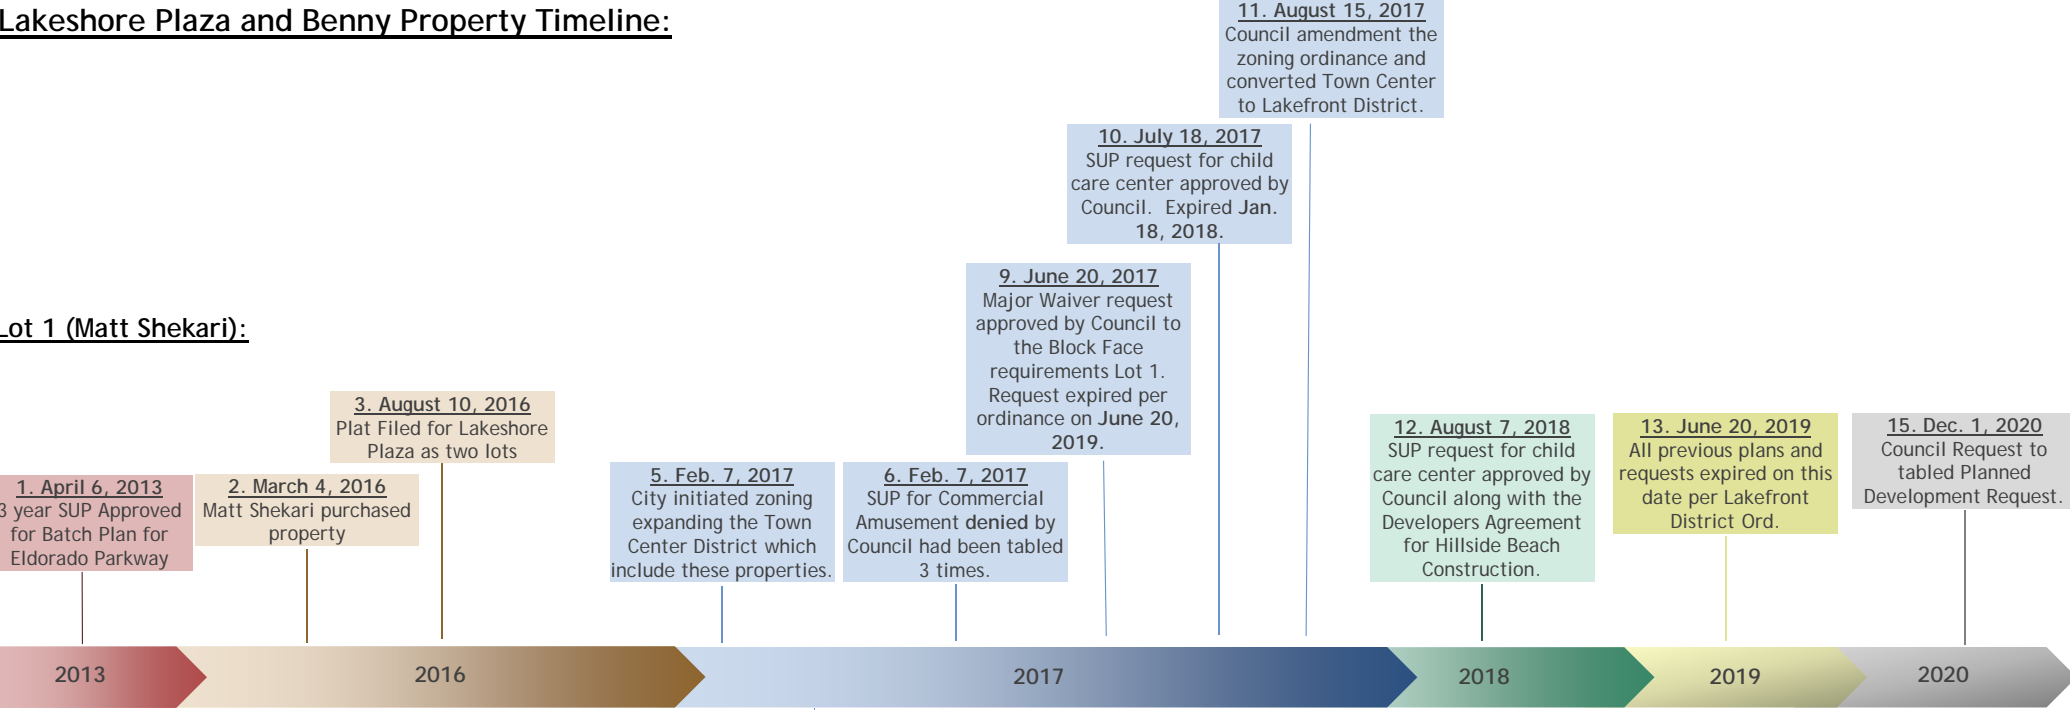 Lakeshore Plaza and Benny Property Timeline:
11. August 15, 2017
Council amendment the
zoning ordinance and
converted Town Center
to Lakefront District.
10. July 18, 2017
SUP request for child
care center approved by
Council. Expired Jan.
18, 2018.
9. June 20, 2017
Major Waiver request
approved by Council to
the Block Face
requirements Lot 1.
Request expired per
ordinance on June 20,
2019.
Lot 1 (Matt Shekari):
3. August 10, 2016
Plat Filed for Lakeshore
Plaza as two lots
1. April 6, 2013
3 year SUP Approved
for Batch Plan for
Eldorado Parkway
2. March 4, 2016
Matt Shekari purchased
property
5. Feb. 7, 2017
City initiated zoning
expanding the Town
Center District which
include these properties.
6. Feb. 7, 2017
SUP for Commercial
Amusement denied by
Council had been tabled
3 times.
12. August 7, 2018
SUP request for child
care center approved by
Council along with the
Developers Agreement
for Hillside Beach
Construction.
13. June 20, 2019
All previous plans and
requests expired on this
date per Lakefront
District Ord.
15. Dec. 1, 2020
Council Request to
tabled Planned
Development Request.
2013
2016
2017
2018
2019
2020